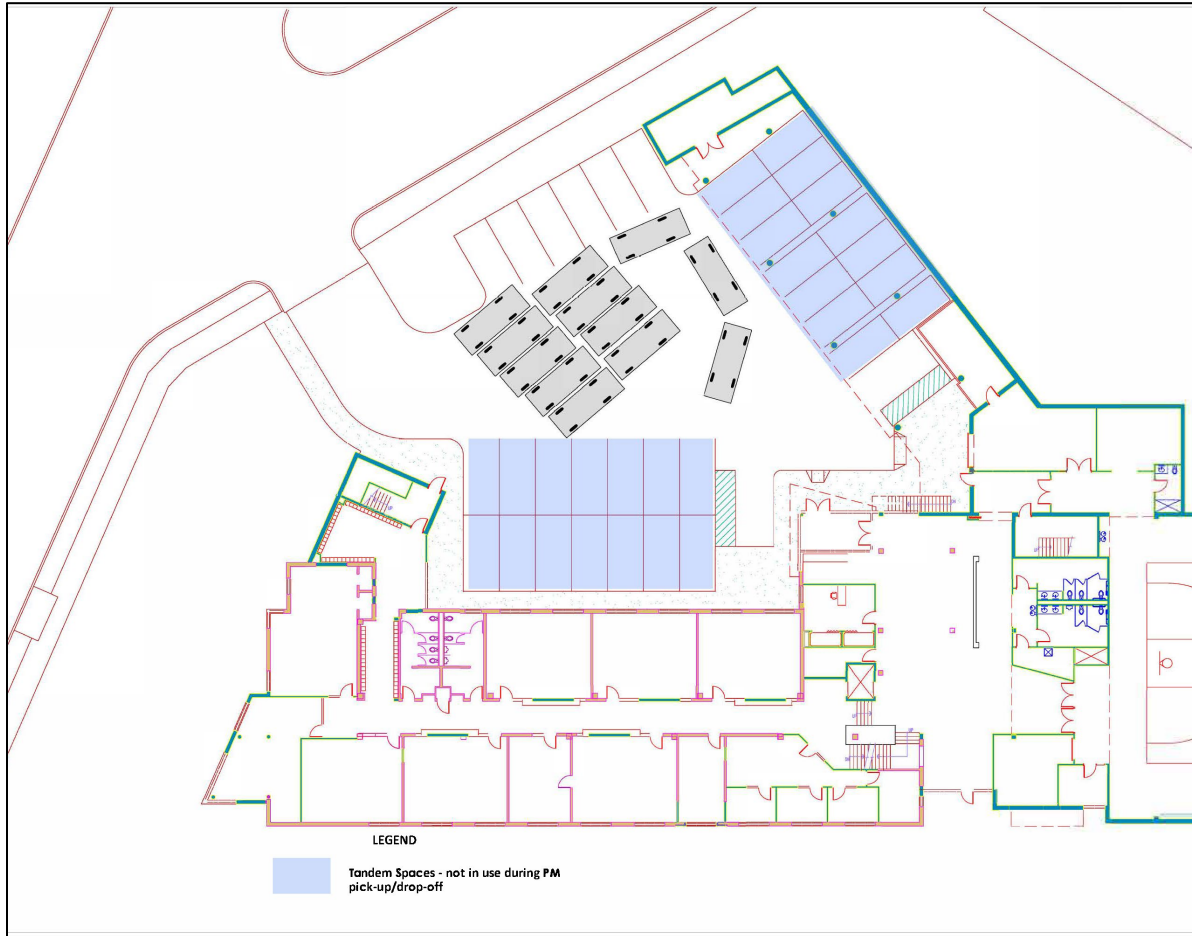 LEGEND
Tandem Spaces - not in use during PM
pick-up/drop-off